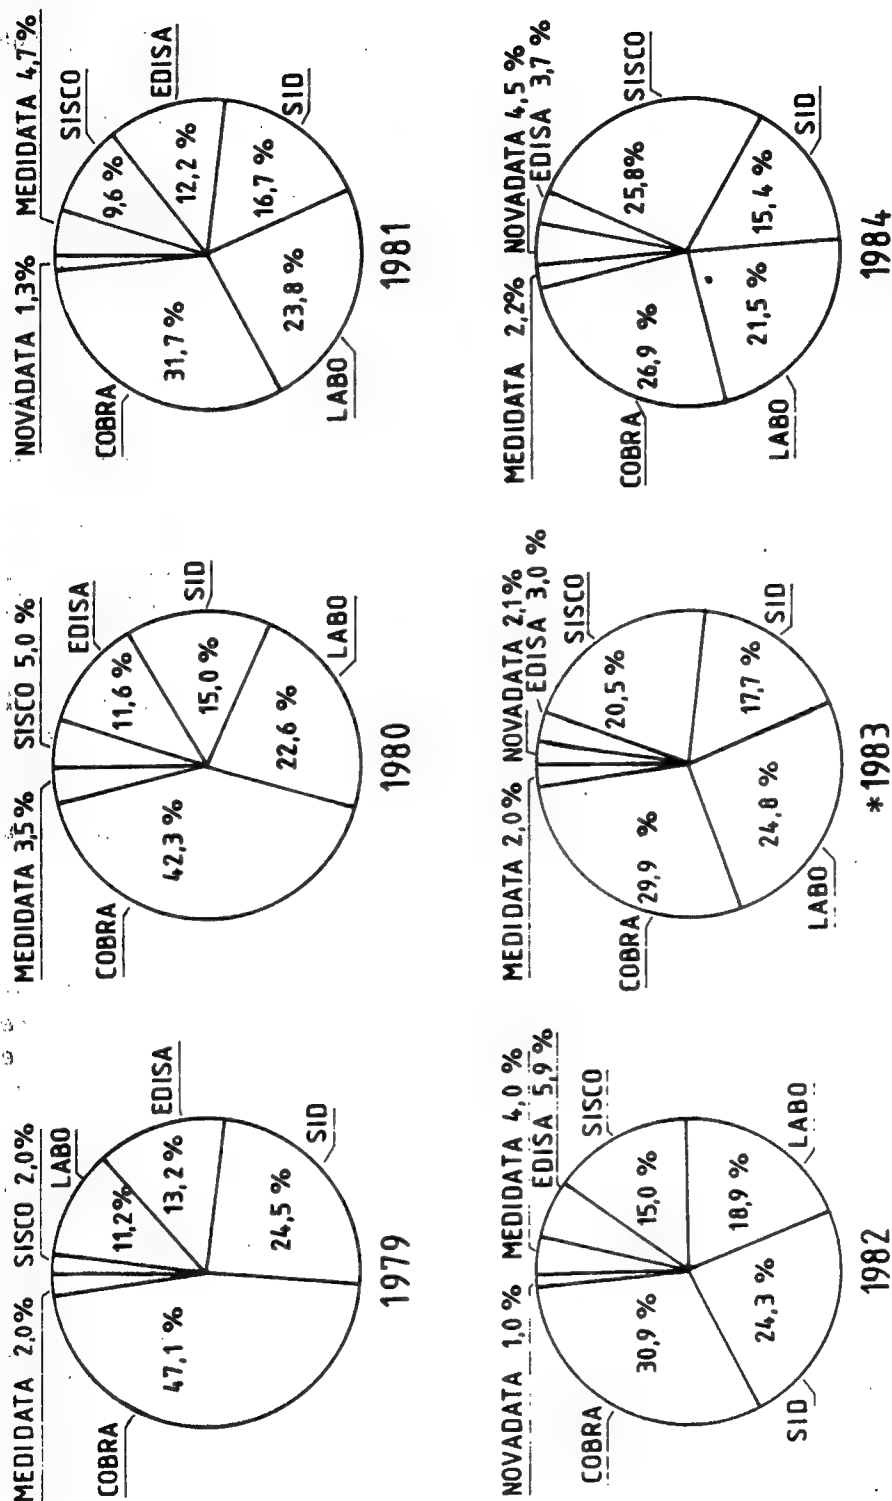 MEDIDATA 2,0%
SISCO 2,0%
LABO
11,2%
EDISA
13,2 %
SID
24,5 %
COBRA
47,1 %
1979
MEDIDATA 3,5%
SISCO 5,0 %
EDISA
11,6 %
SID
15,0 %
LABO
22,6 %
COBRA
42,3 %
1980
NOVADATA 1,3%
MEDIDATA 4,7%
SISCO
9,6 %
EDISA
12,2 %
SID
16,7 %
LABO
23,8 %
COBRA
31,7 %
1981
NOVADATA 1,0%
MEDIDATA 4,0 %
EDISA 5,9 %
SISCO
15,0 %
LABO
18,9 %
SID
24,3 %
COBRA
30,9 %
1982
MEDIDATA 2,0%
NOVADATA 2,1%
EDISA 3,0 %
SISCO
20,5 %
SID
17,7 %
LABO
24,8 %
COBRA
29,9 %
*1983
MEDIDATA 2,2%
NOVADATA 4,5 %
EDISA 3,7 %
SISCO
25,8%
SID
15,4 %
LABO
21,5 %
COBRA
26,9 %
1984